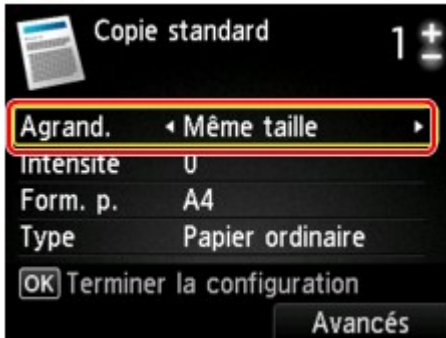 Copie standard 1
Agrand. Même taille
Intensité 0
Form. p. A4
Type Papier ordinaire
OK Terminer la configuration
Avancés